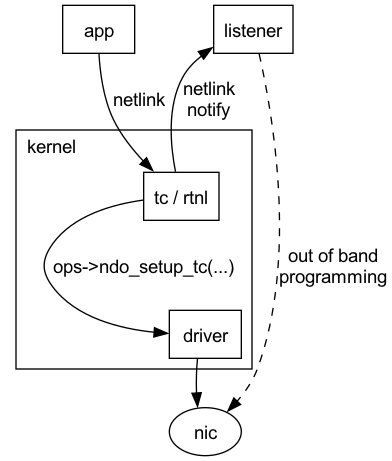 app
listener
netlink
netlink
notify
kernel
tc / rtnl
ops->ndo_setup_tc(...)
out of band
programming
driver
nic